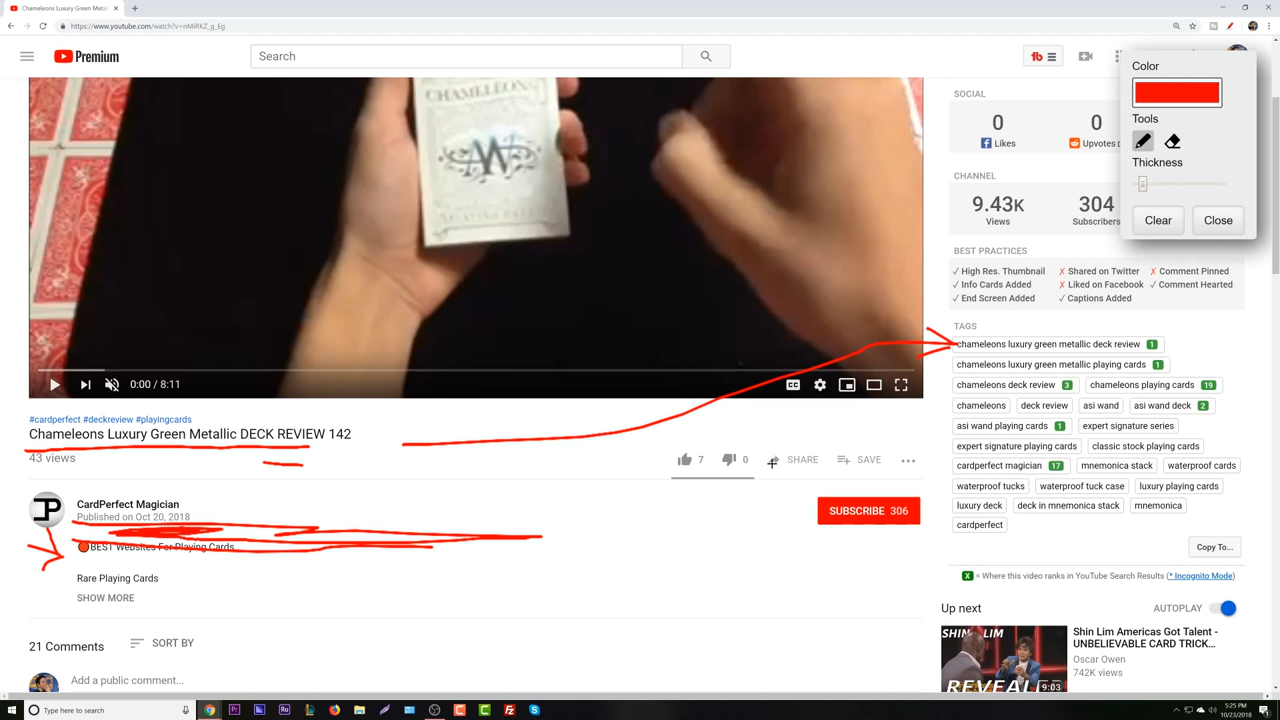 Chameleons Luxury Green Metal
https://www.youtube.com/watch?v=nMiRKZ_g_Eg
Premium
Search
CHAMELEONS
PLAYING CARDS
0:00 / 8:11
#cardperfect #deckreview #playingcards
Chameleons Luxury Green Metallic DECK REVIEW 142
43 views
7
0
SHARE
SAVE
CardPerfect Magician
Published on Oct 20, 2018
SUBSCRIBE 306
BEST Websites For Playing Cards
Rare Playing Cards
SHOW MORE
21 Comments
SORT BY
Add a public comment...
Color
Tools
Thickness
Clear
Close
SOCIAL
0
Likes
0
Upvotes
CHANNEL
9.43K
Views
304
Subscribers
BEST PRACTICES
✓ High Res. Thumbnail
✗ Shared on Twitter
✗ Comment Pinned
✓ Info Cards Added
✗ Liked on Facebook
✓ Comment Hearted
✓ End Screen Added
✓ Captions Added
TAGS
chameleons luxury green metallic deck review 1
chameleons luxury green metallic playing cards 1
chameleons deck review 3
chameleons playing cards 19
chameleons
deck review
asi wand
asi wand deck 2
asi wand playing cards 1
expert signature series
expert signature playing cards
classic stock playing cards
cardperfect magician 17
mnemonica stack
waterproof cards
waterproof tucks
waterproof tuck case
luxury playing cards
luxury deck
deck in mnemonica stack
mnemonica
cardperfect
Copy To...
X = Where this video ranks in YouTube Search Results (* Incognito Mode)
Up next
AUTOPLAY
SHIN LIM
REVEAL
9:03
Shin Lim Americas Got Talent -
UNBELIEVABLE CARD TRICK...
Oscar Owen
742K views
Type here to search
5:25 PM
10/23/2018